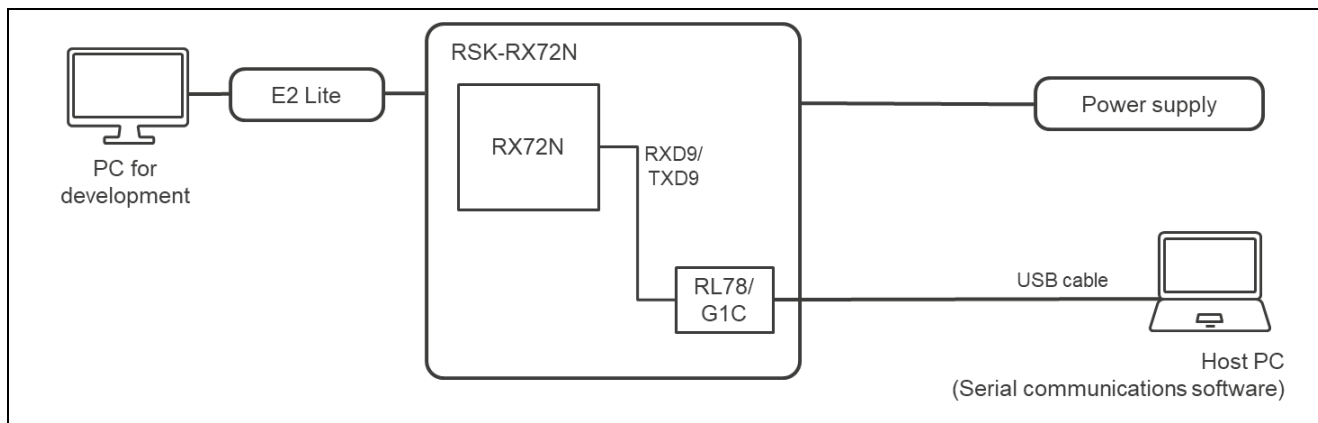 RSK-RX72N
E2 Lite
Power supply
RX72N
RXD9/
TXD9
PC for
development
RL78/
G1C
USB cable
Host PC
(Serial communications software)